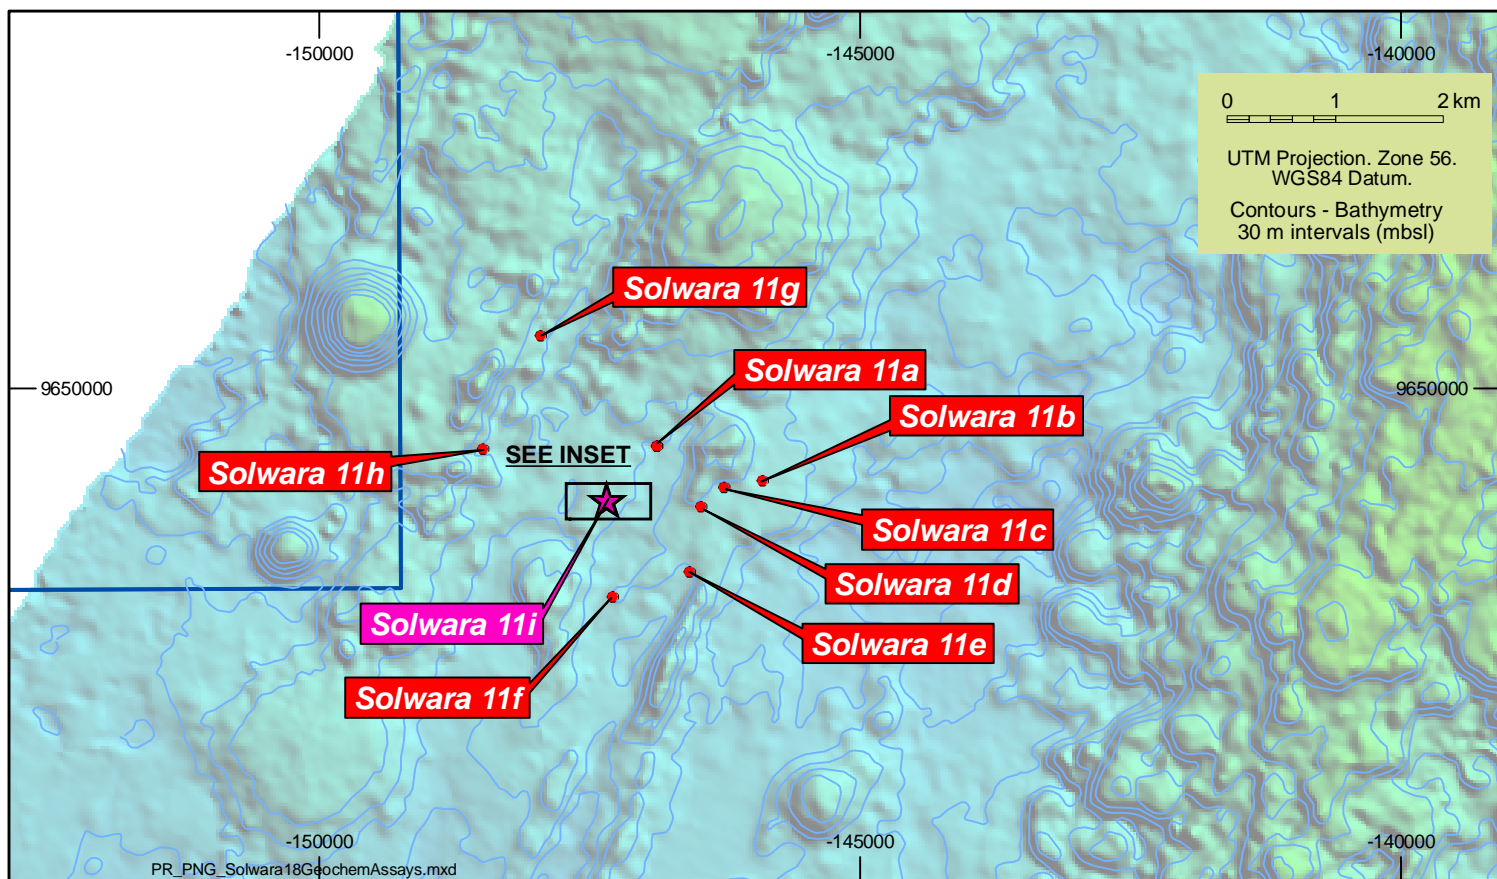 -150000
-145000
-140000
0 1 2 km
UTM Projection. Zone 56.
WGS84 Datum.
Contours - Bathymetry
30 m intervals (mbsl)
Solwara 11g
Solwara 11a
9650000
9650000
Solwara 11b
SEE INSET
Solwara 11h
Solwara 11c
Solwara 11d
Solwara 11i
Solwara 11e
Solwara 11f
-150000
-145000
-140000
PR_PNG_Solwara18GeochemAssays.mxd